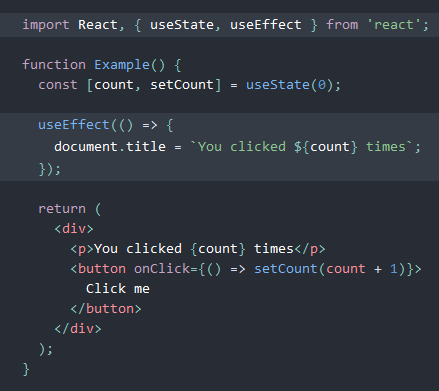 import React, { useState, useEffect } from 'react';

function Example() {
  const [count, setCount] = useState(0);

  useEffect(() => {
    document.title = `You clicked ${count} times`;
  });

  return (
    <div>
      <p>You clicked {count} times</p>
      <button onClick={() => setCount(count + 1)}>
        Click me
      </button>
    </div>
  );
}